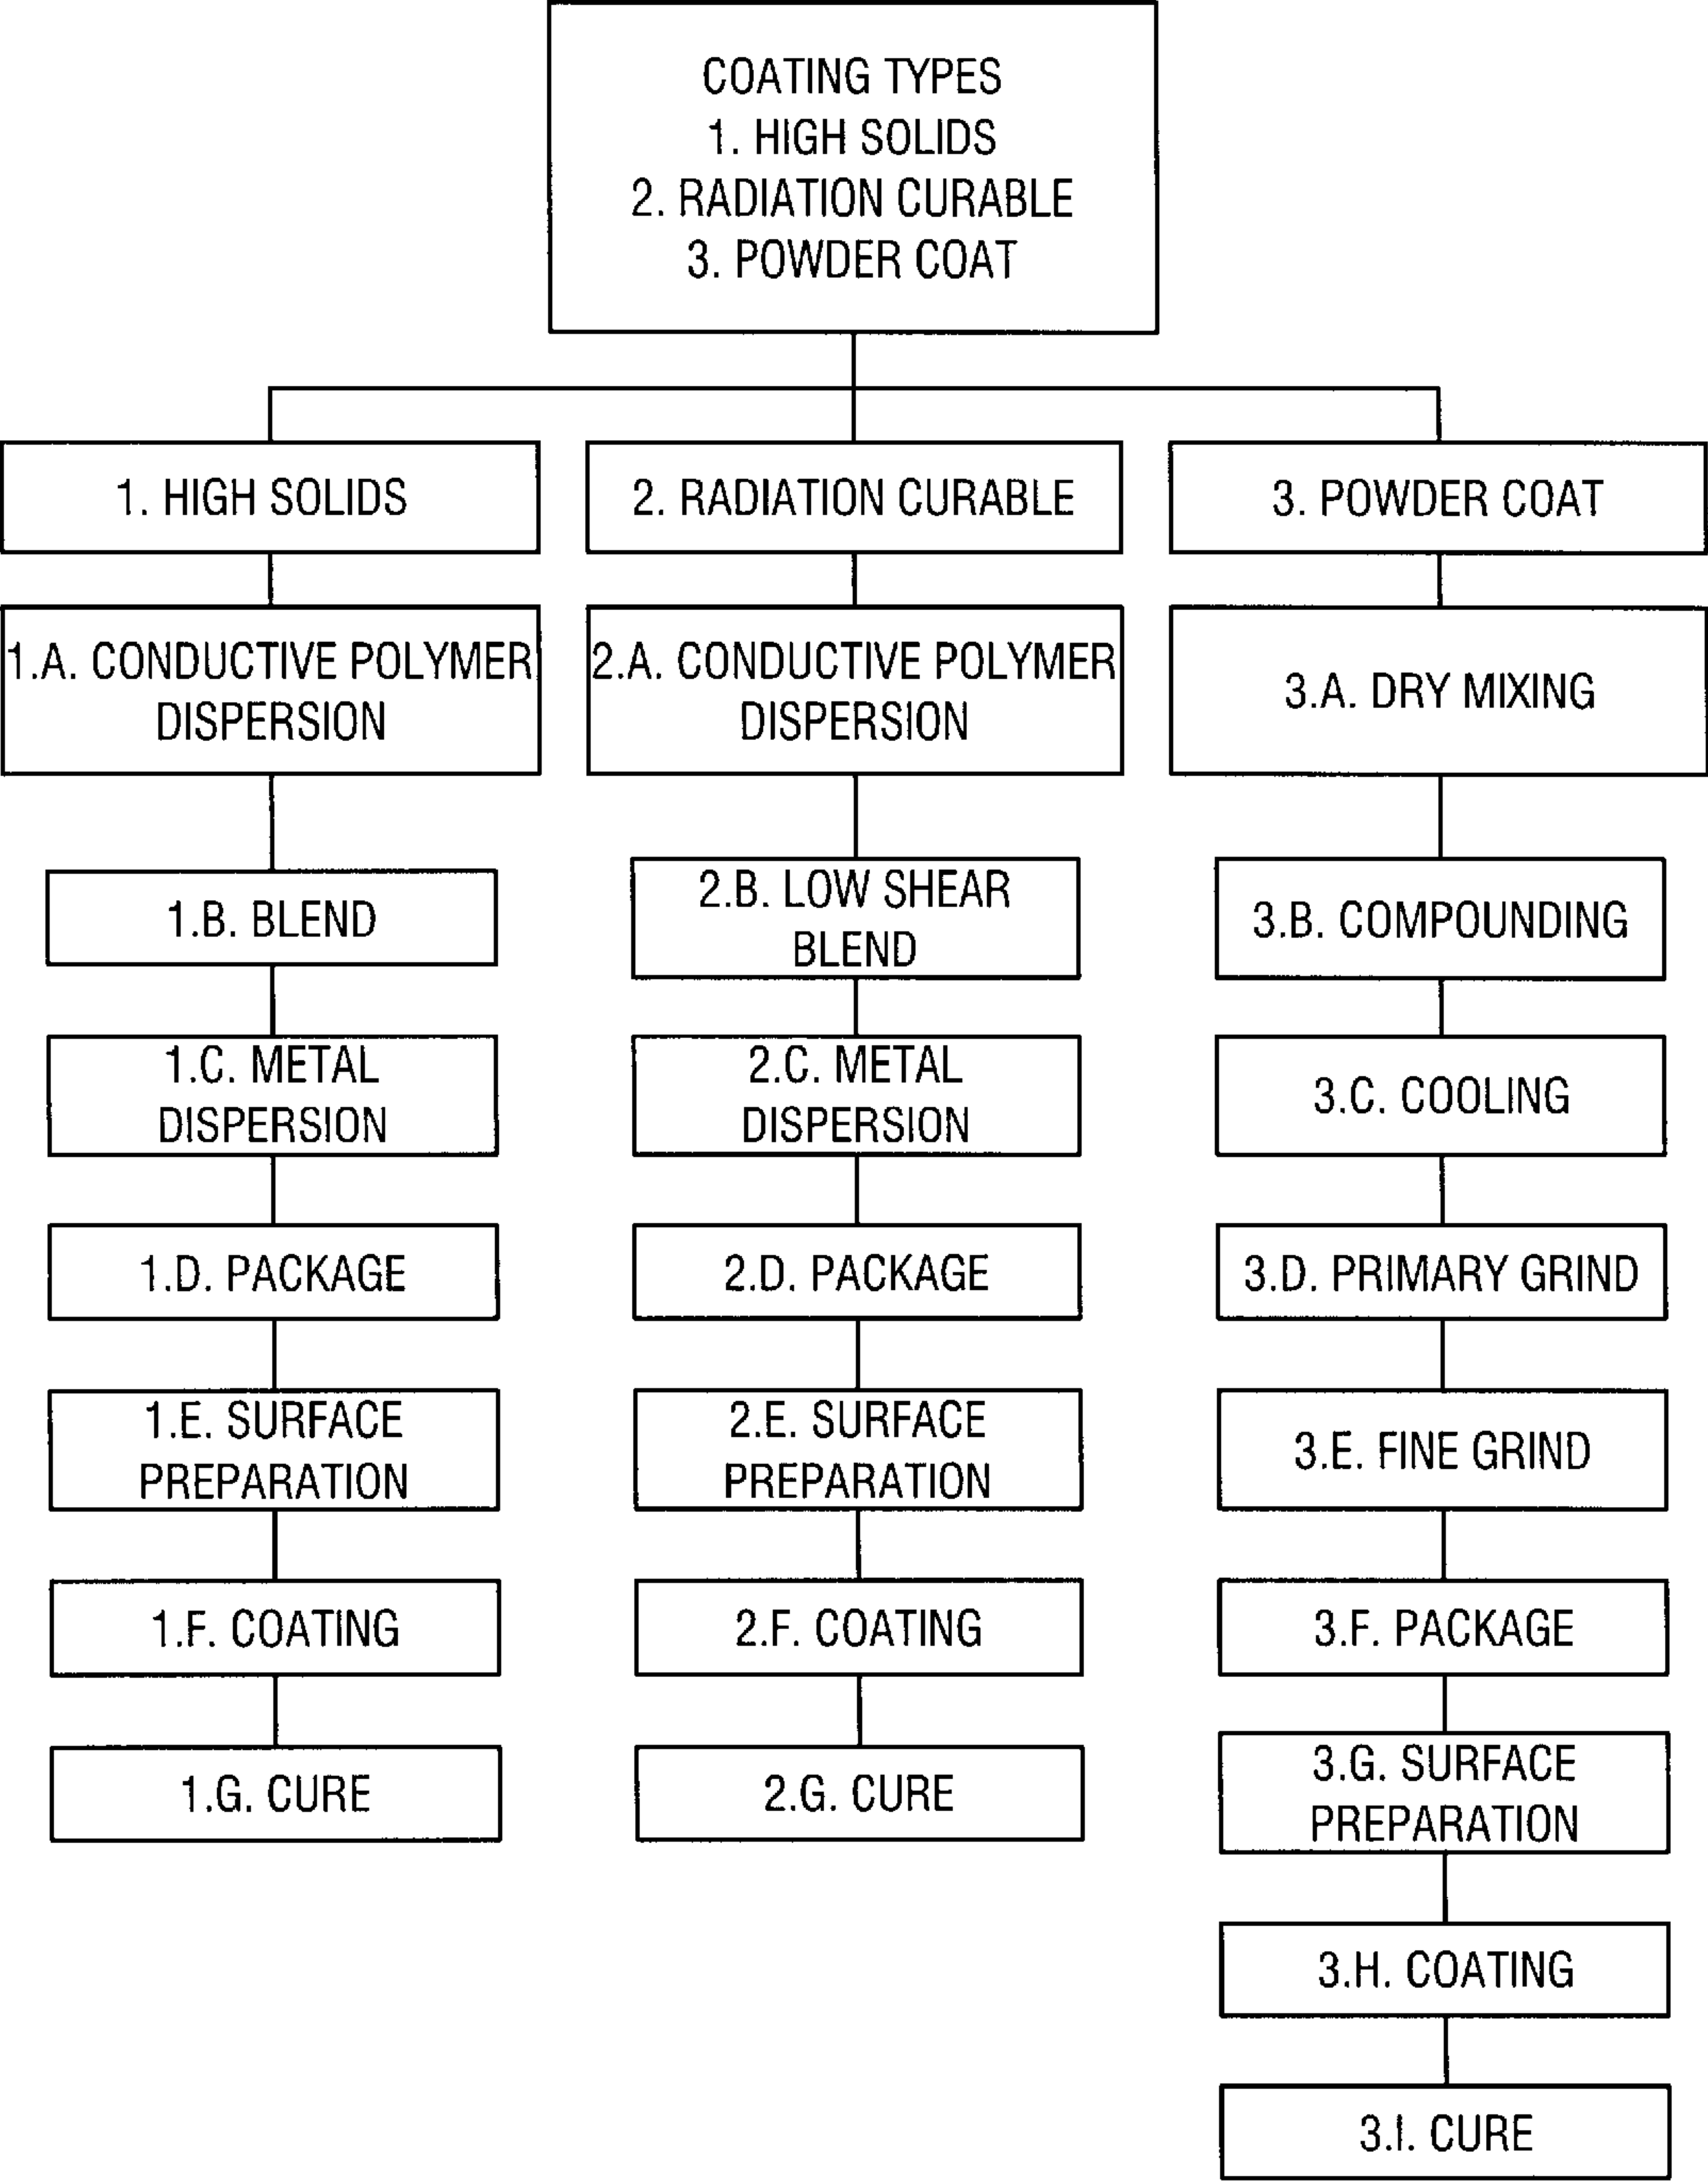 COATING TYPES
1. HIGH SOLIDS
2. RADIATION CURABLE
3. POWDER COAT
1. HIGH SOLIDS
1.A. CONDUCTIVE POLYMER
DISPERSION
1.B. BLEND
1.C. METAL
DISPERSION
1.D. PACKAGE
1.E. SURFACE
PREPARATION
1.F. COATING
1.G. CURE
2. RADIATION CURABLE
2.A. CONDUCTIVE POLYMER
DISPERSION
2.B. LOW SHEAR
BLEND
2.C. METAL
DISPERSION
2.D. PACKAGE
2.E. SURFACE
PREPARATION
2.F. COATING
2.G. CURE
3. POWDER COAT
3.A. DRY MIXING
3.B. COMPOUNDING
3.C. COOLING
3.D. PRIMARY GRIND
3.E. FINE GRIND
3.F. PACKAGE
3.G. SURFACE
PREPARATION
3.H. COATING
3.I. CURE